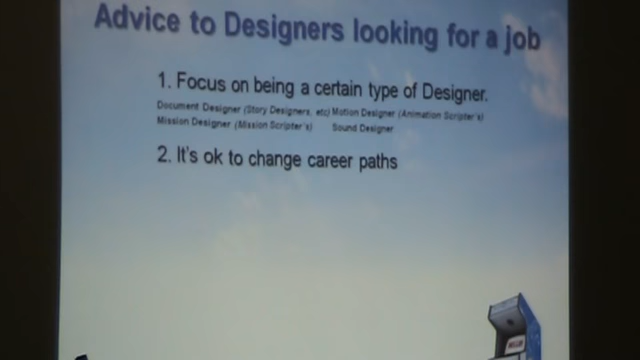 Advice to Designers looking for a job
1. Focus on being a certain type of Designer.
Document Designer (Story Designers, etc) Motion Designer (Animation Scripter's)
Mission Designer (Mission Scripter's) Sound Designer
2. It's ok to change career paths